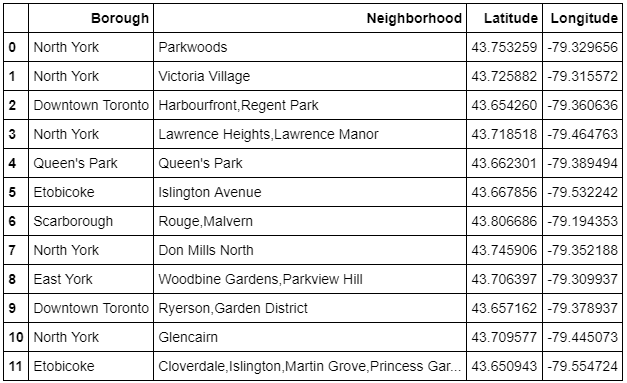 Borough Neighborhood Latitude Longitude
0 North York Parkwoods 43.753259 -79.329656
1 North York Victoria Village 43.725882 -79.315572
2 Downtown Toronto Harbourfront,Regent Park 43.654260 -79.360636
3 North York Lawrence Heights,Lawrence Manor 43.718518 -79.464763
4 Queen's Park Queen's Park 43.662301 -79.389494
5 Etobicoke Islington Avenue 43.667856 -79.532242
6 Scarborough Rouge,Malvern 43.806686 -79.194353
7 North York Don Mills North 43.745906 -79.352188
8 East York Woodbine Gardens,Parkview Hill 43.706397 -79.309937
9 Downtown Toronto Ryerson,Garden District 43.657162 -79.378937
10 North York Glencairn 43.709577 -79.445073
11 Etobicoke Cloverdale,Islington,Martin Grove,Princess Gar... 43.650943 -79.554724